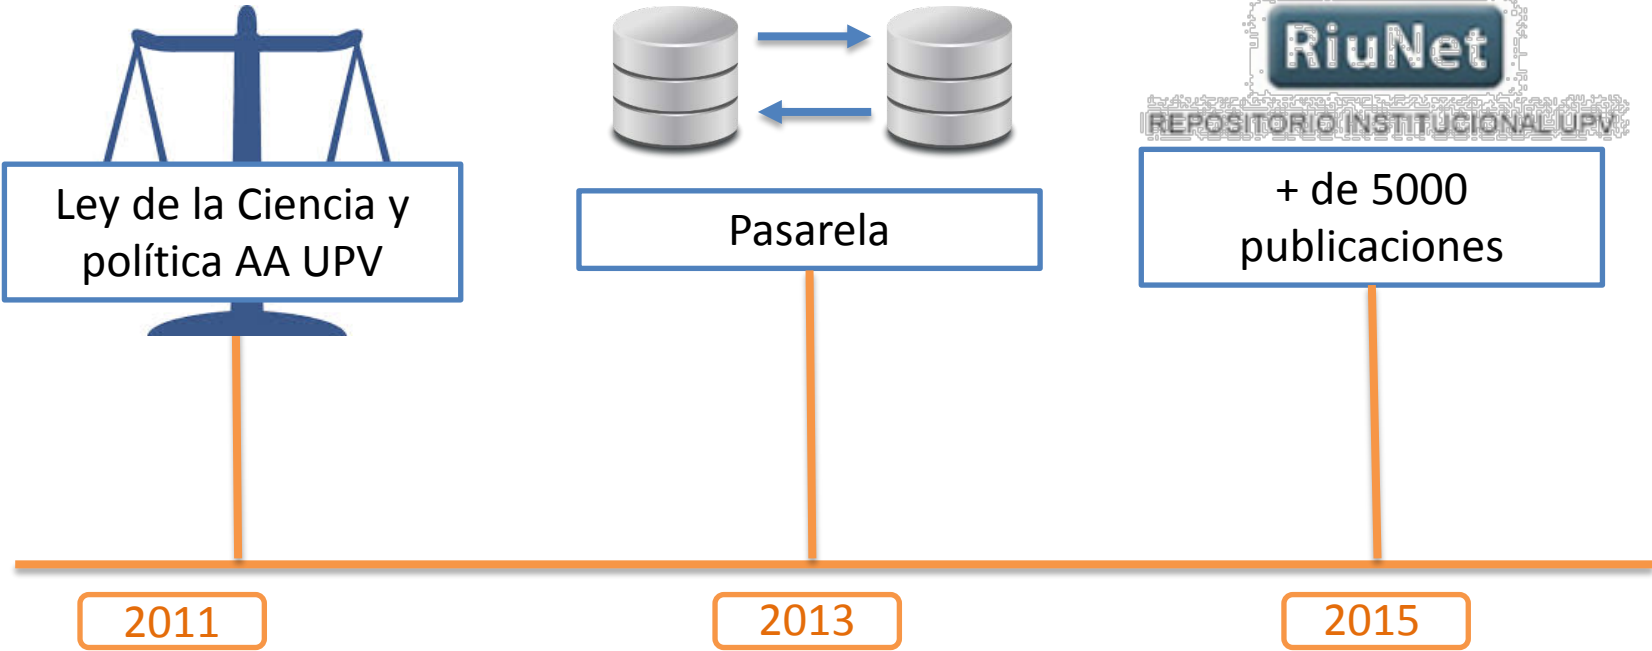 RiuNet
REPOSITORIO INSTITUCIONAL UPV
Ley de la Ciencia y
política AA UPV
Pasarela
+ de 5000
publicaciones
2011
2013
2015